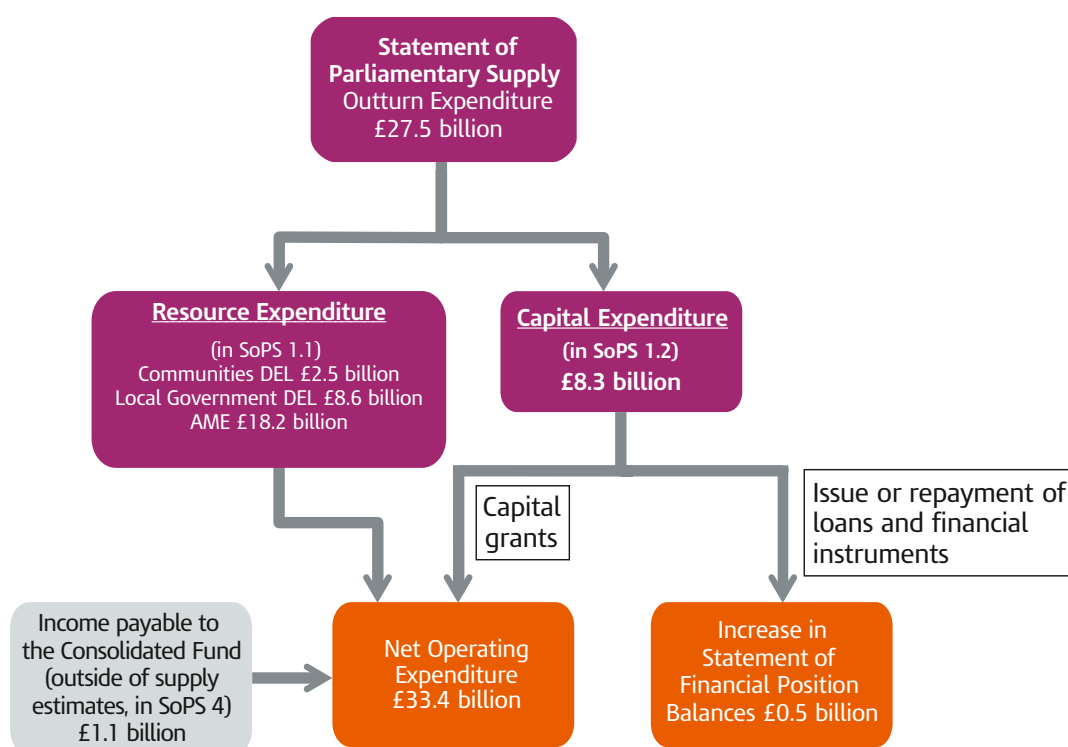 Statement of
Parliamentary Supply
Outturn Expenditure
£27.5 billion
Resource Expenditure
(in SoPS 1.1)
Communities DEL £2.5 billion
Local Government DEL £8.6 billion
AME £18.2 billion
Capital Expenditure
(in SoPS 1.2)
£8.3 billion
Capital
grants
Issue or repayment of
loans and financial
instruments
Income payable to
the Consolidated Fund
(outside of supply
estimates, in SoPS 4)
£1.1 billion
Net Operating
Expenditure
£33.4 billion
Increase in
Statement of
Financial Position
Balances £0.5 billion